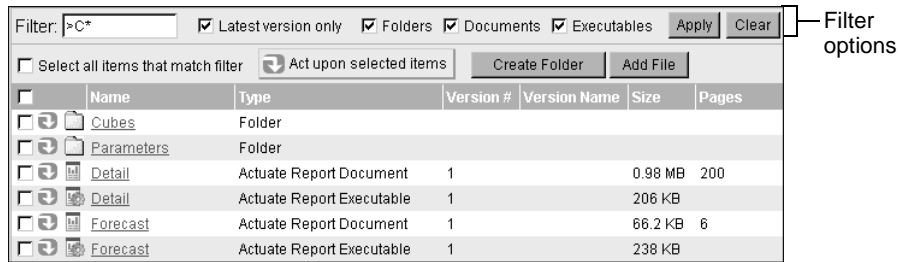 Filter: >C* Latest version only Folders Documents Executables Apply Clear
Filter options
Select all items that match filter Act upon selected items Create Folder Add File
Name Type Version # Version Name Size Pages
Cubes Folder
Parameters Folder
Detail Actuate Report Document 1 0.98 MB 200
Detail Actuate Report Executable 1 206 KB
Forecast Actuate Report Document 1 66.2 KB 6
Forecast Actuate Report Executable 1 238 KB